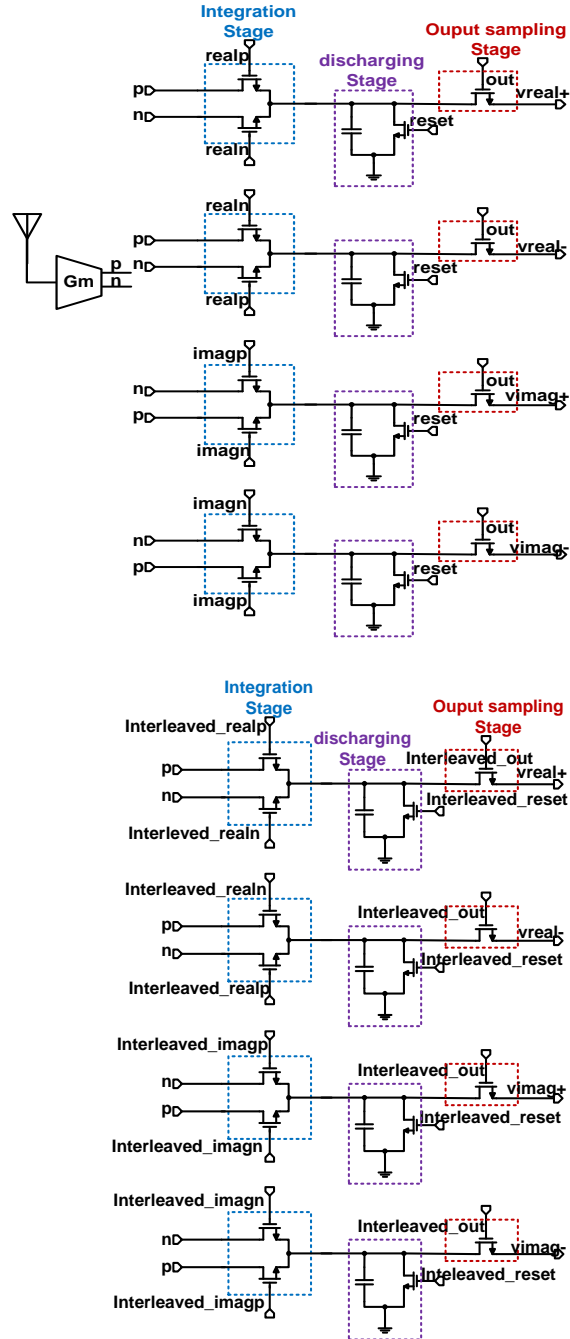 Integration
Stage
Ouput sampling
Stage
realp
discharging
Stage
out
p
vreal+
n
reset
realn
realn
out
p
vreal-
n
reset
p
n
Gm
realp
imagp
out
n
vimag+
p
reset
imagn
imagn
out
n
vimag-
p
reset
imagp
Integration
Stage
Ouput sampling
Stage
Interleaved_realp
discharging
Stage
Interleaved_out
p
vreal+
n
Interleaved_reset
Interleved_realn
Interleaved_realn
Interleaved_out
p
vreal-
n
Interleaved_reset
Interleaved_realp
Interleaved_imagp
Interleaved_out
n
vimag+
p
Interleaved_reset
Interleaved_imagn
Interleaved_imagn
Interleaved_out
n
vimag-
p
Inteleaved_reset
Interleaved_imagp